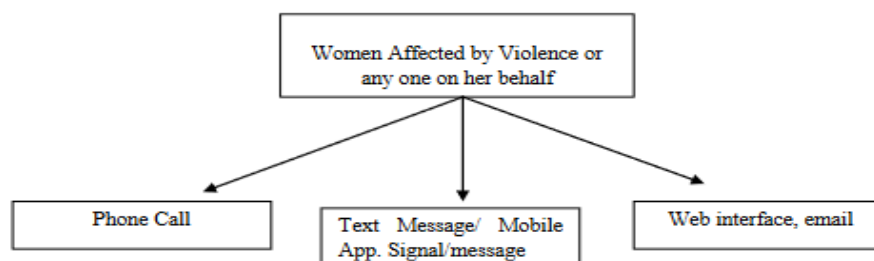 Women Affected by Violence or
any one on her behalf
Phone Call
Text Message/ Mobile
App. Signal/message
Web interface, email